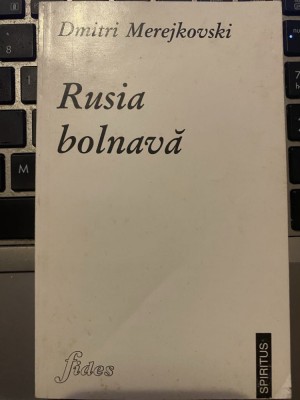 Dmitri Merejkovski
Rusia
bolnavă
fides
SPIRITUS
M